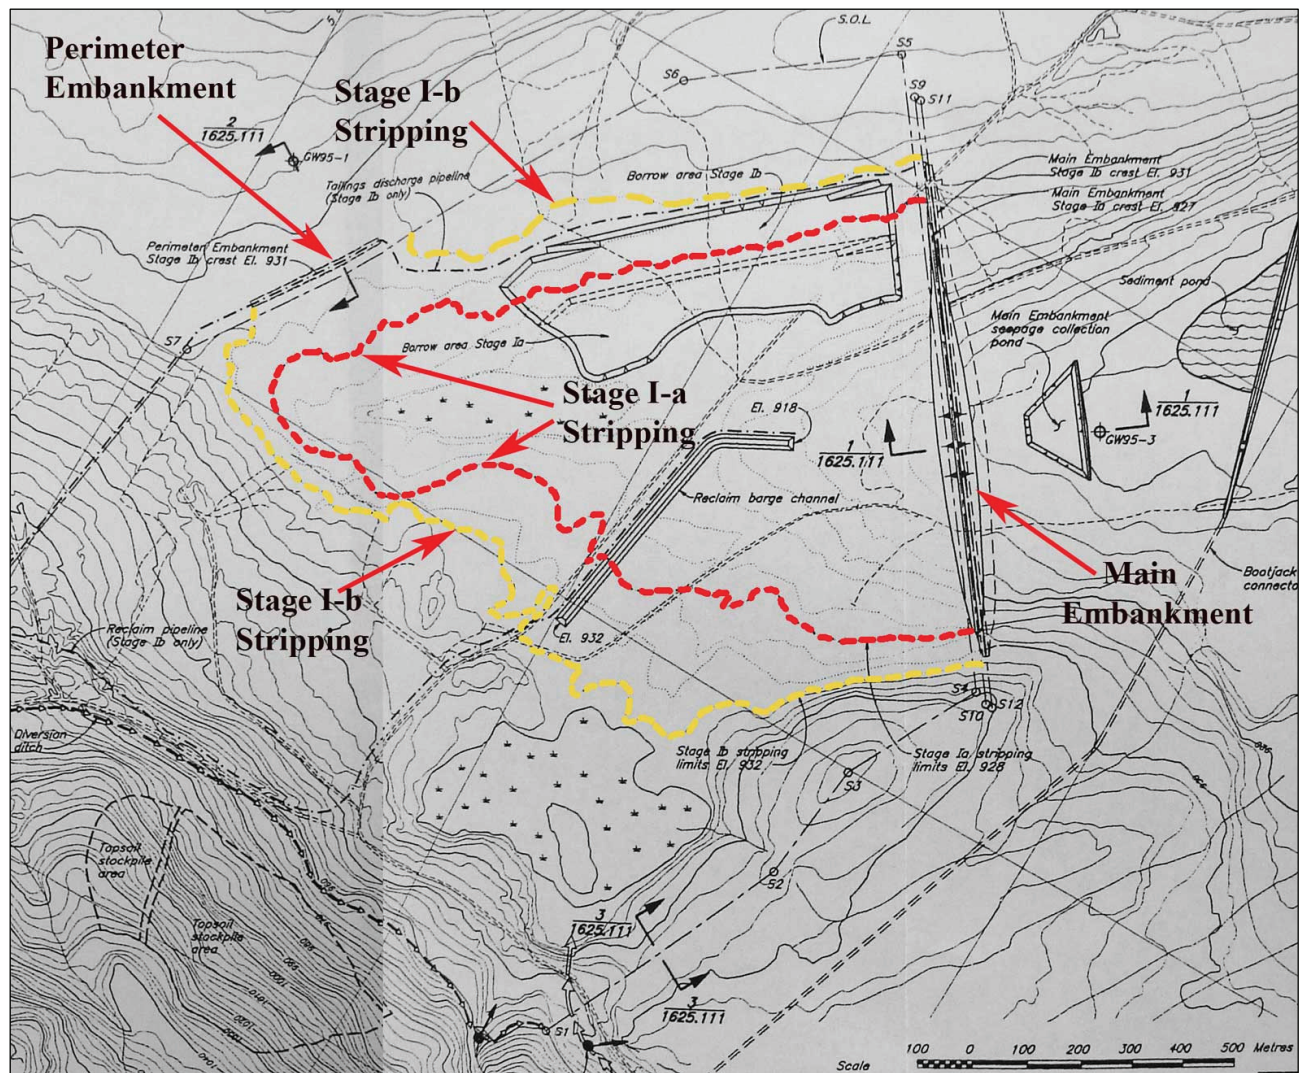 Perimeter
Embankment
Stage I-b
Stripping
S.O.L.
S5
S6
S9
S11
2
1625.111
GW95-1
Tailings discharge pipeline
(Stage Ib only)
Borrow area Stage Ib
Main Embankment
Stage Ib crest El. 931
Main Embankment
Stage Ia crest El. 927
Perimeter Embankment
Stage Ib crest El. 931
Sediment pond
Main Embankment
seepage collection
pond
S7
Borrow area Stage Ia
Stage I-a
Stripping
El. 918
1
1625.111
GW95-3
1
1625.111
Reclaim barge channel
Main
Embankment
Bootjack
Stage I-b
Stripping
El. 932
Reclaim pipeline
(Stage Ib only)
S4
S10
S12
Diversion
ditch
Stage Ib stripping
limits El. 932
Stage Ia stripping
limits El. 928
S3
Topsoil
stockpile
area
Topsoil
stockpile
area
S2
3
1625.111
3
1625.111
S1
Scale
100 0 100 200 300 400 500 Metres